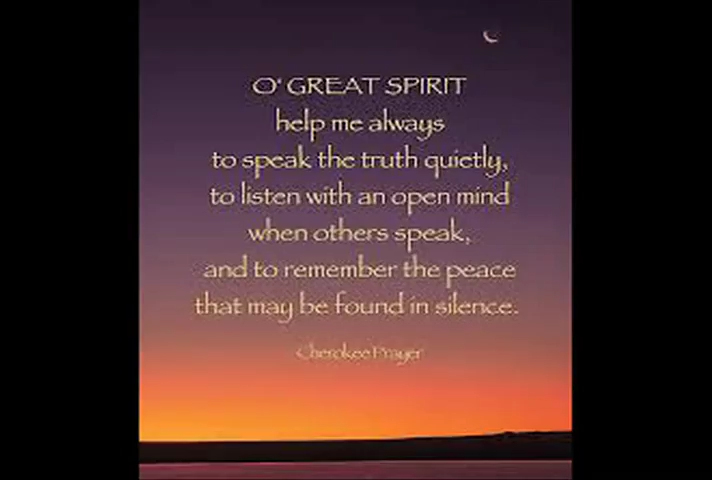 O' GREAT SPIRIT
help me always
to speak the truth quietly,
to listen with an open mind
when others speak,
and to remember the peace
that may be found in silence.
Cherokee Prayer